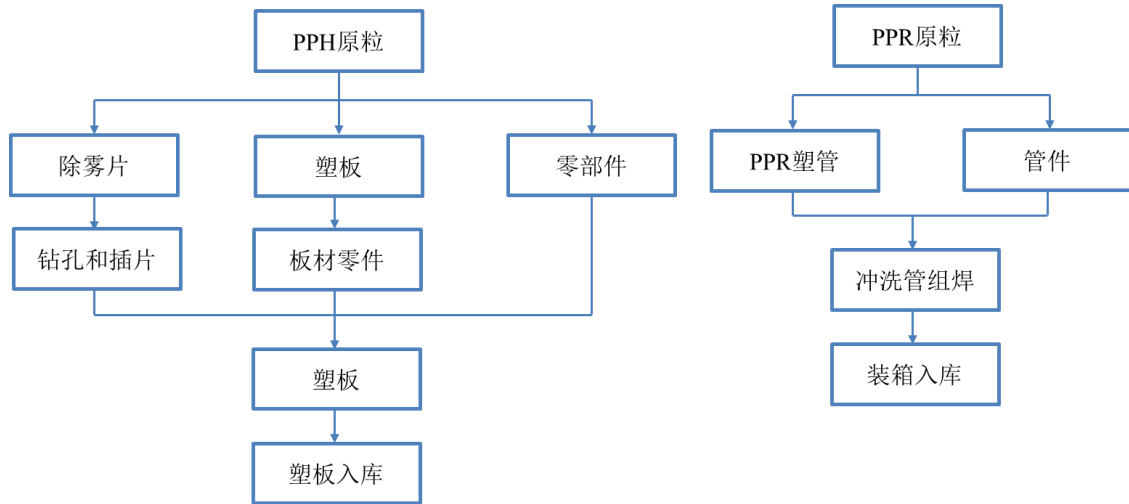 PPH原粒
除雾片
塑板
零部件
钻孔和插片
板材零件
塑板
塑板入库
PPR原粒
PPR塑管
管件
冲洗管组焊
装箱入库